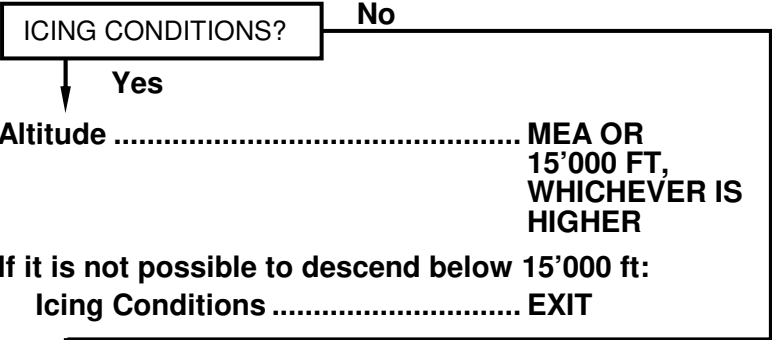 ICING CONDITIONS?
No
Yes
Altitude ................................................. MEA OR
15'000 FT,
WHICHEVER IS
HIGHER
If it is not possible to descend below 15'000 ft:
Icing Conditions .............................. EXIT